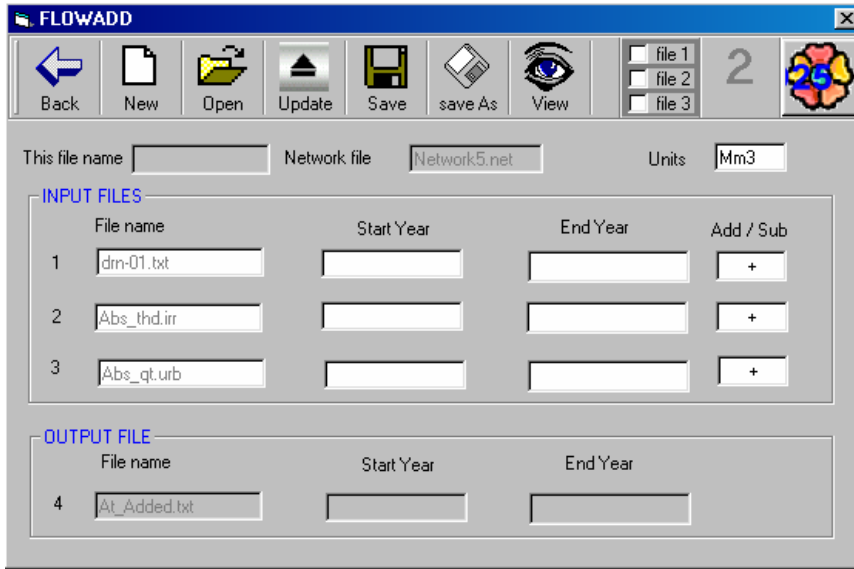 FLOWADD
Back New Open Update Save save As View
file 1
file 2
file 3
2
25
This file name Network file Network5.net Units Mm3
INPUT FILES
File name Start Year End Year Add / Sub
1 drn-01.txt +
2 Abs_thd.irr +
3 Abs_qt.urb +
OUTPUT FILE
File name Start Year End Year
4 At_Added.txt